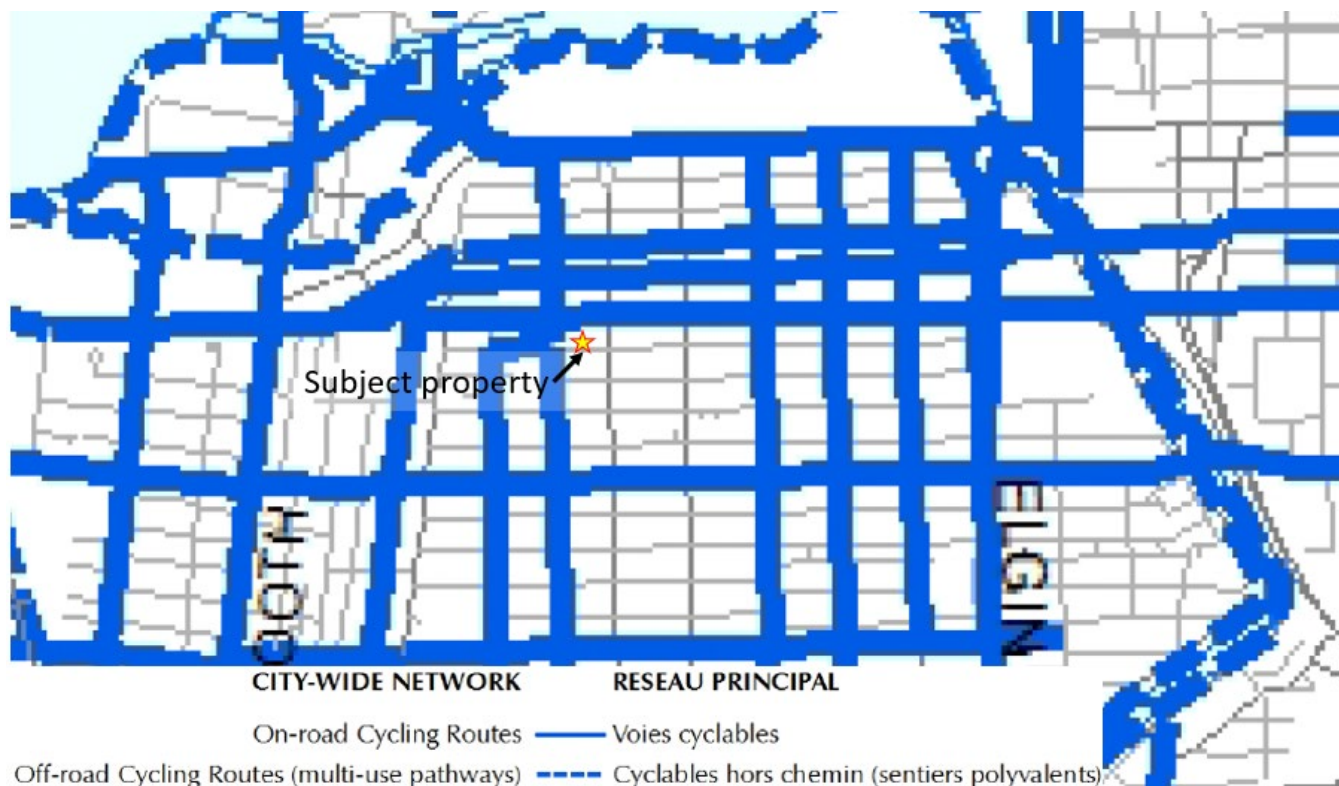 Subject property
OOTH
ELGIN
CITY-WIDE NETWORK RESEAU PRINCIPAL
On-road Cycling Routes Voies cyclables
Off-road Cycling Routes (multi-use pathways) Cyclables hors chemin (sentiers polyvalents)